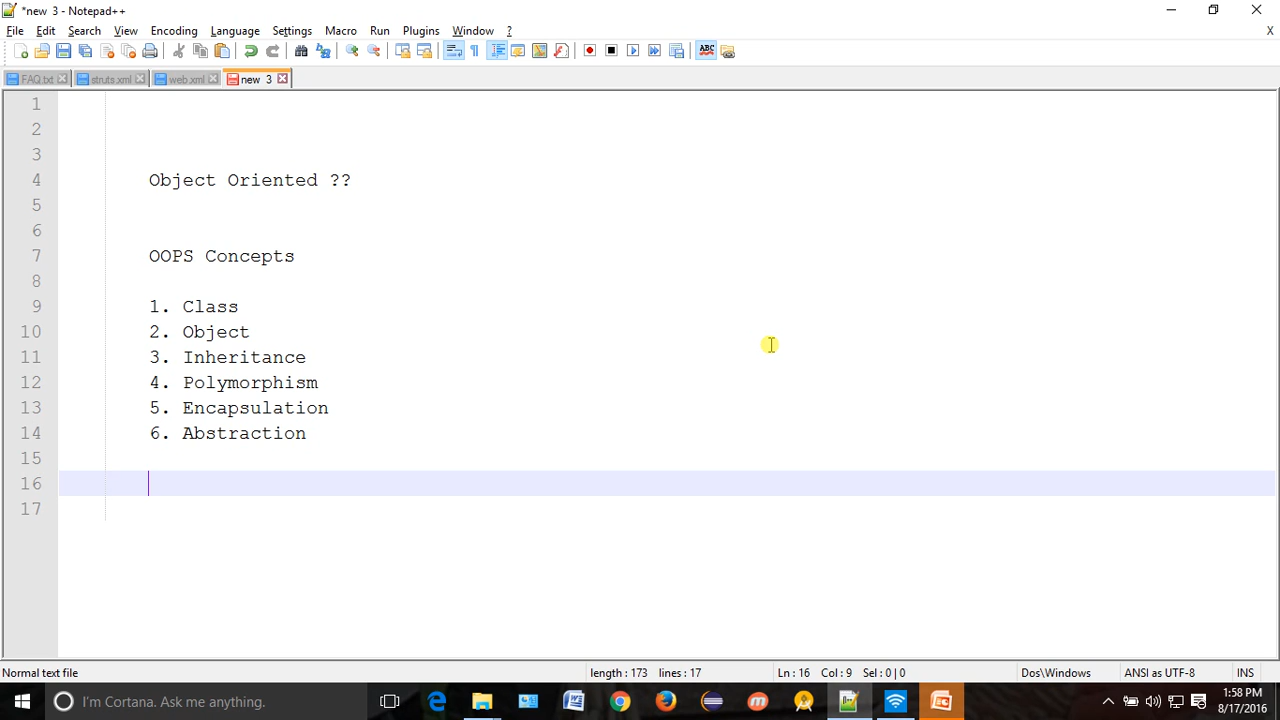 *new 3 - Notepad++
File Edit Search View Encoding Language Settings Macro Run Plugins Window ? X
FAQ.txt struts.xml web.xml new 3
1
2
3
4 Object Oriented ??
5
6
7 OOPS Concepts
8
9 1. Class
10 2. Object
11 3. Inheritance
12 4. Polymorphism
13 5. Encapsulation
14 6. Abstraction
15
16
17
Normal text file length : 173 lines : 17 Ln : 16 Col : 9 Sel : 0 | 0 Dos\Windows ANSI as UTF-8 INS
I'm Cortana. Ask me anything. 1:58 PM
8/17/2016